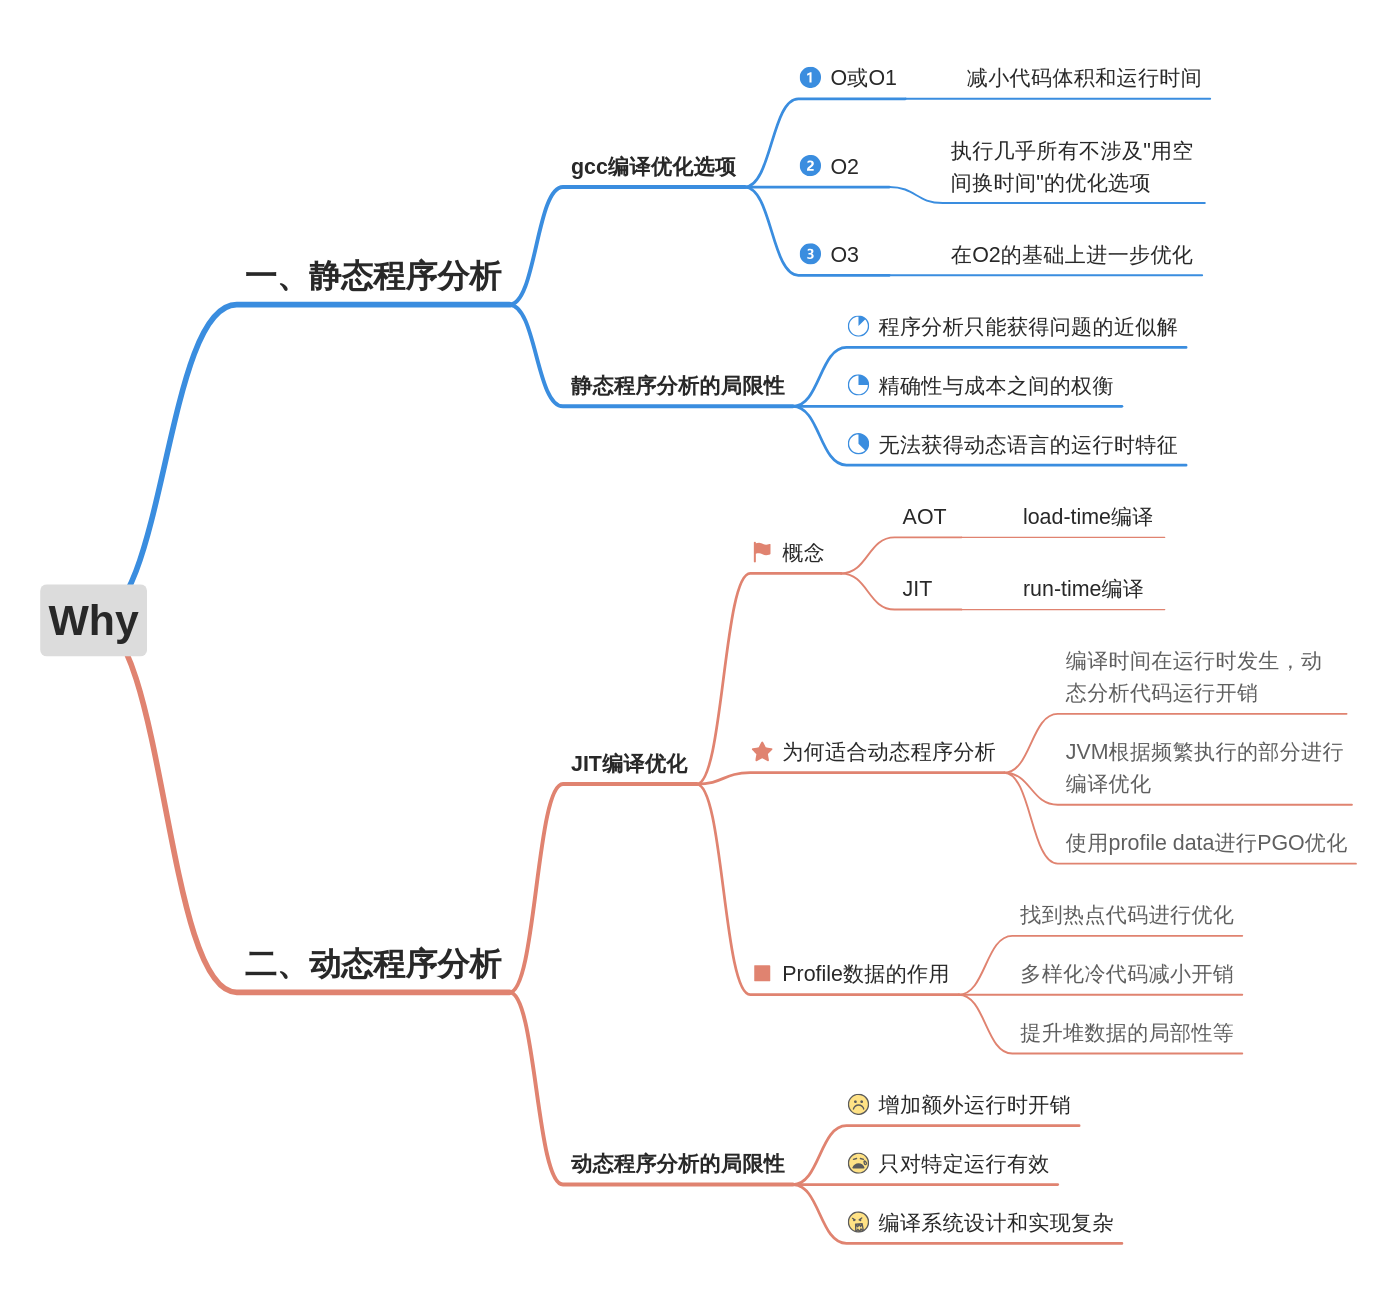 Why
一、静态程序分析
gcc编译优化选项
1 O或O1
减小代码体积和运行时间
2 O2
执行几乎所有不涉及"用空
间换时间"的优化选项
3 O3
在O2的基础上进一步优化
静态程序分析的局限性
程序分析只能获得问题的近似解
精确性与成本之间的权衡
无法获得动态语言的运行时特征
二、动态程序分析
JIT编译优化
概念
AOT
load-time编译
JIT
run-time编译
为何适合动态程序分析
编译时间在运行时发生，动
态分析代码运行开销
JVM根据频繁执行的部分进行
编译优化
使用profile data进行PGO优化
Profile数据的作用
找到热点代码进行优化
多样化冷代码减小开销
提升堆数据的局部性等
动态程序分析的局限性
增加额外运行时开销
只对特定运行有效
编译系统设计和实现复杂